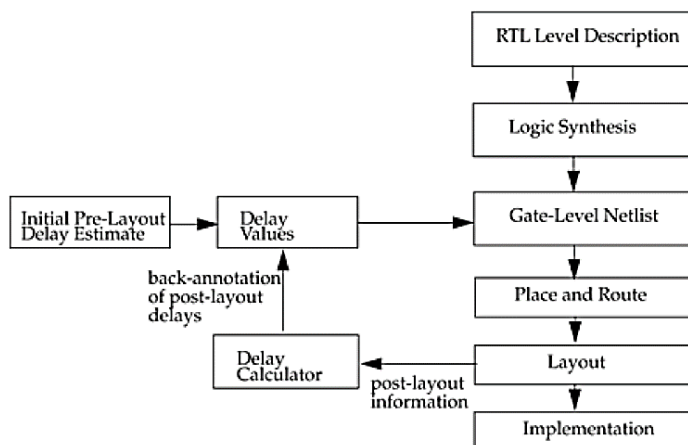 RTL Level Description
Logic Synthesis
Initial Pre-Layout
Delay Estimate
Delay
Values
Gate-Level Netlist
back-annotation
of post-layout
delays
Place and Route
Delay
Calculator
post-layout
information
Layout
Implementation